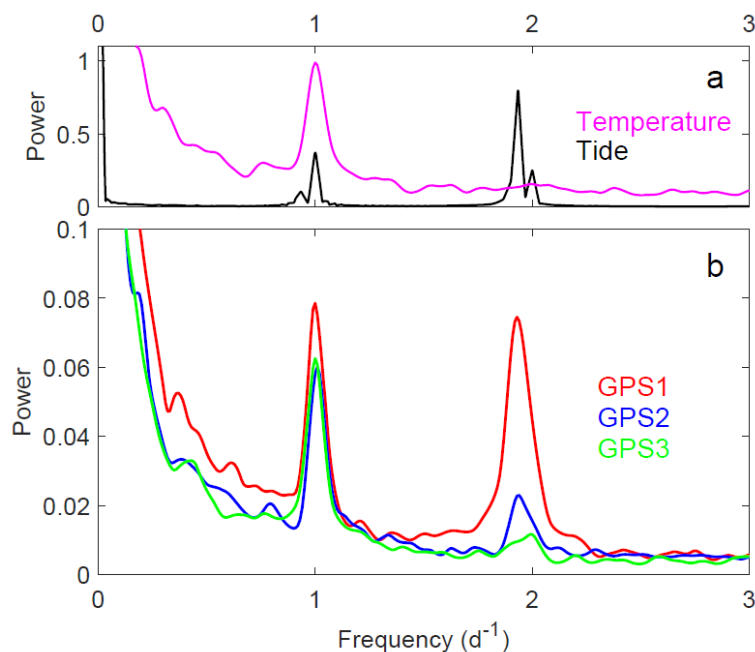 0 1 2 3
1
0.5
0
Power
a
Temperature
Tide
0.1
0.08
0.06
0.04
0.02
0
Power
b
GPS1
GPS2
GPS3
0 1 2 3
Frequency (d⁻¹)